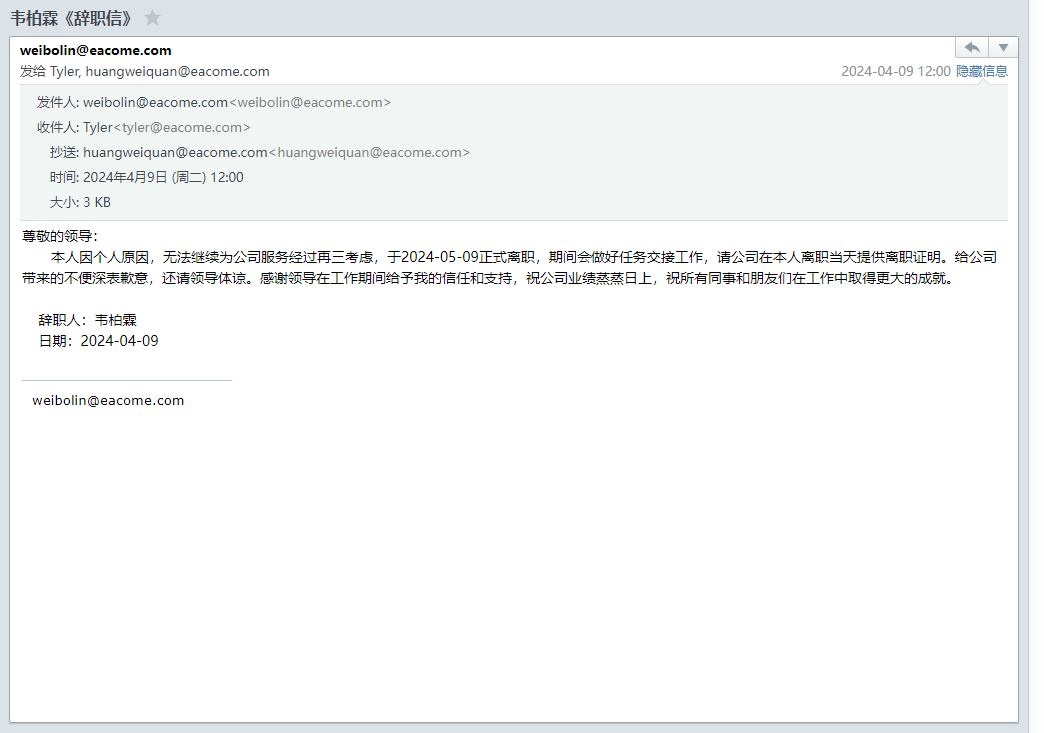 韦柏霖《辞职信》
weibolin@eacome.com
发给 Tyler, huangweiquan@eacome.com
2024-04-09 12:00 隐藏信息
发件人: weibolin@eacome.com<weibolin@eacome.com>
收件人: Tyler<tyler@eacome.com>
抄送: huangweiquan@eacome.com<huangweiquan@eacome.com>
时间: 2024年4月9日 (周二) 12:00
大小: 3 KB
尊敬的领导:
本人因个人原因，无法继续为公司服务经过再三考虑，于2024-05-09正式离职，期间会做好任务交接工作，请公司在本人离职当天提供离职证明。给公司
带来的不便深表歉意，还请领导体谅。感谢领导在工作期间给予我的信任和支持，祝公司业绩蒸蒸日上，祝所有同事和朋友们在工作中取得更大的成就。
辞职人：韦柏霖
日期：2024-04-09
weibolin@eacome.com